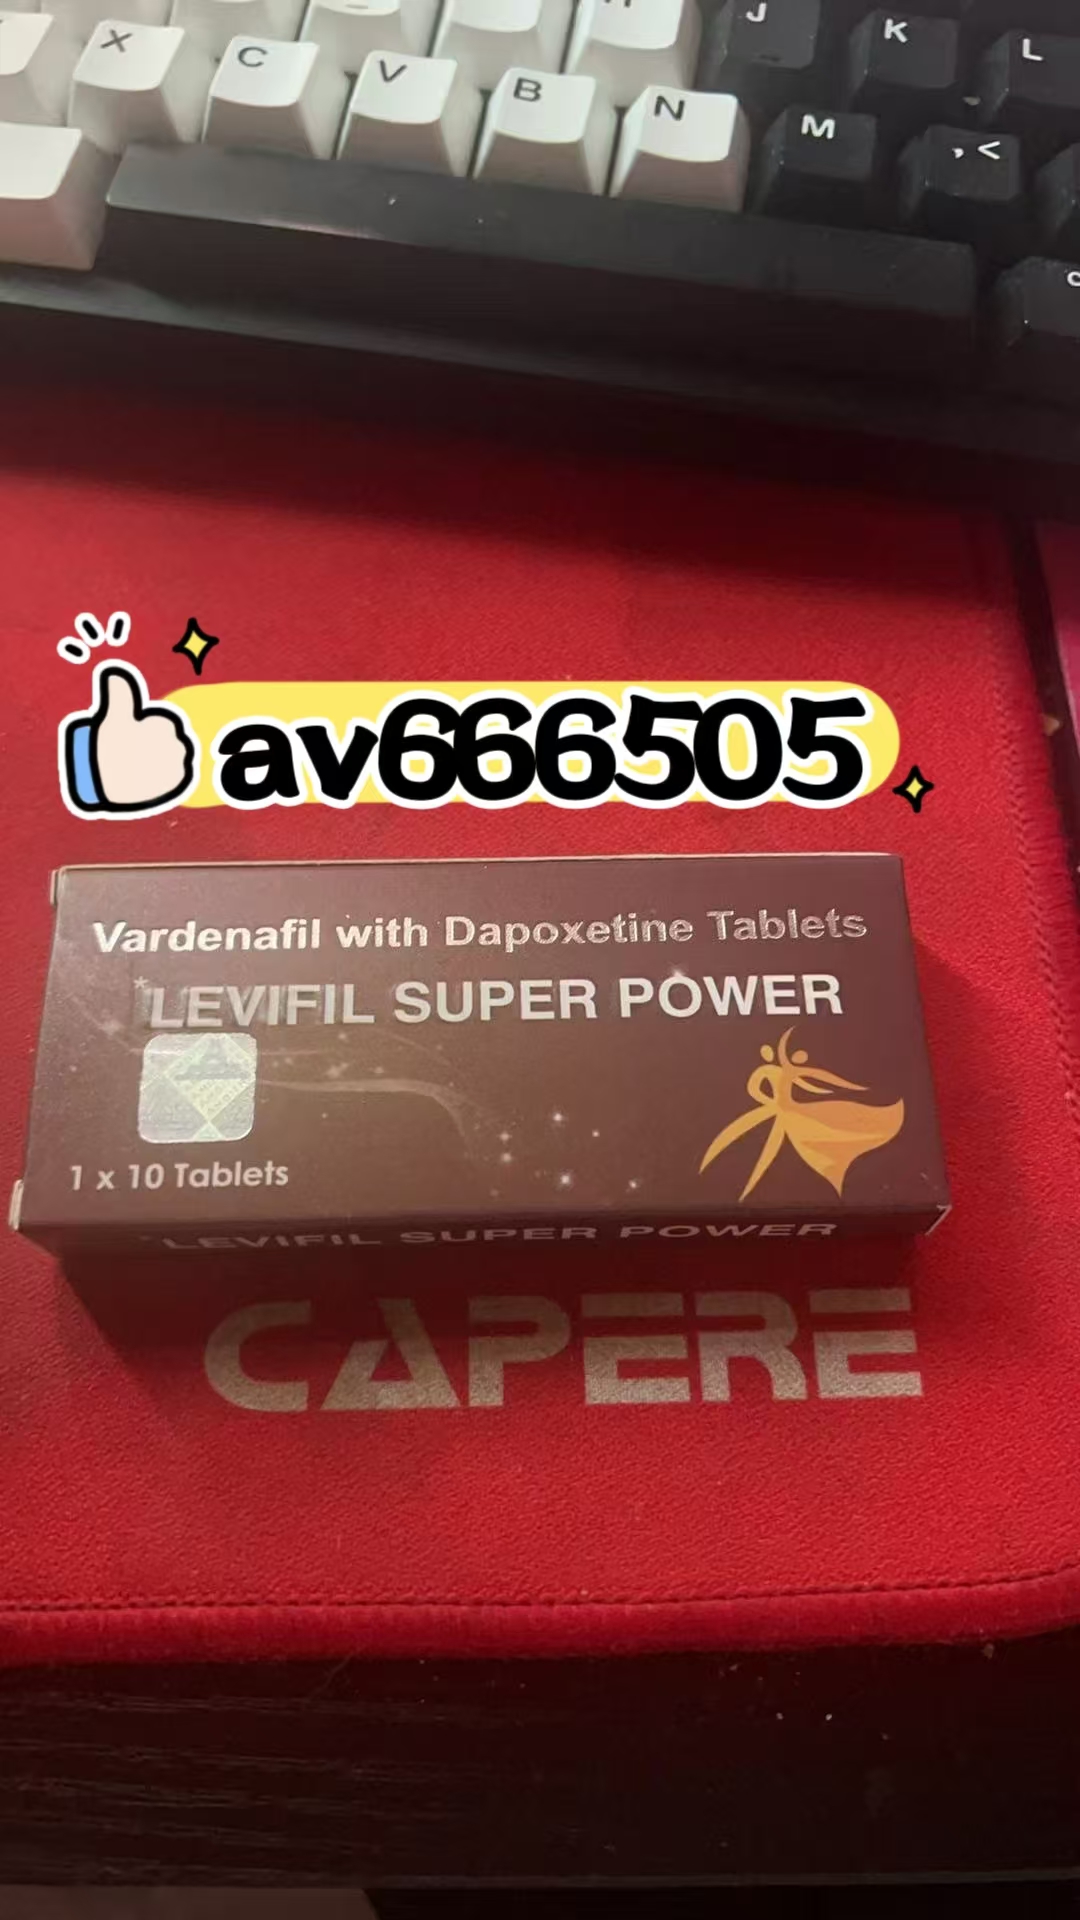 J K L
X C V B N M , <
av666505
Vardenafil with Dapoxetine Tablets
*LEVIFIL SUPER POWER
1 x 10 Tablets
*LEVIFIL SUPER POWER
CAPERE